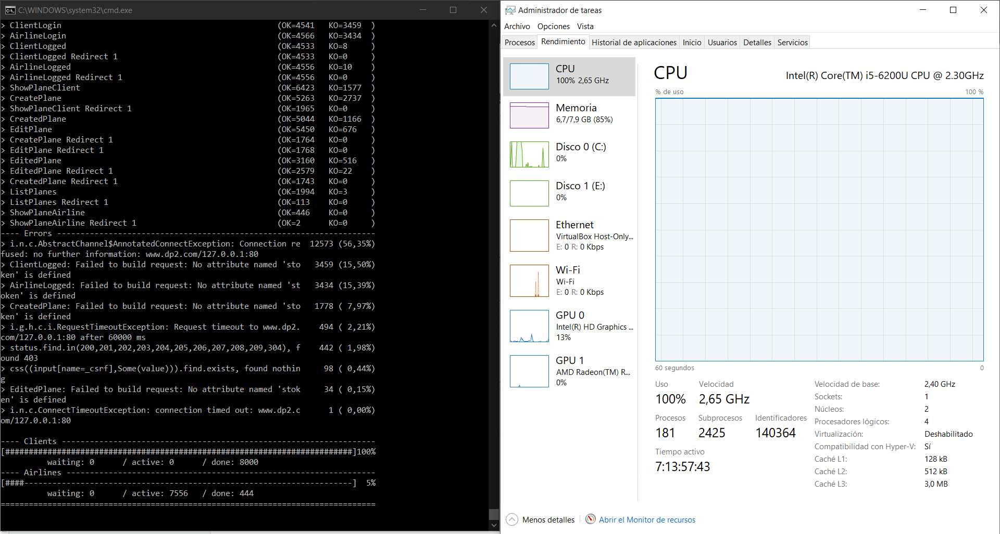 C:\WINDOWS\system32\cmd.exe
> ClientLogin (OK=4541 KO=3459 )
> AirlineLogin (OK=4566 KO=3434 )
> ClientLogged (OK=4533 KO=8 )
> ClientLogged Redirect 1 (OK=4533 KO=0 )
> AirlineLogged (OK=4556 KO=10 )
> AirlineLogged Redirect 1 (OK=4556 KO=0 )
> ShowPlaneClient (OK=6423 KO=1577 )
> CreatePlane (OK=5263 KO=2737 )
> ShowPlaneClient Redirect 1 (OK=1965 KO=0 )
> CreatedPlane (OK=5044 KO=1166 )
> EditPlane (OK=5450 KO=676 )
> CreatePlane Redirect 1 (OK=1764 KO=0 )
> EditPlane Redirect 1 (OK=1768 KO=0 )
> EditedPlane (OK=3160 KO=516 )
> EditedPlane Redirect 1 (OK=2579 KO=22 )
> CreatedPlane Redirect 1 (OK=1743 KO=0 )
> ListPlanes (OK=1994 KO=3 )
> ListPlanes Redirect 1 (OK=113 KO=0 )
> ShowPlaneAirline (OK=446 KO=0 )
> ShowPlaneAirline Redirect 1 (OK=2 KO=0 )
---- Errors --------------------------------------------------------------------
> i.n.c.AbstractChannel$AnnotatedConnectException: Connection re 12573 (56,35%)
fused: no further information: www.dp2.com/127.0.0.1:80
> ClientLogged: Failed to build request: No attribute named 'sto 3459 (15,50%)
ken' is defined
> AirlineLogged: Failed to build request: No attribute named 'st 3434 (15,39%)
oken' is defined
> CreatedPlane: Failed to build request: No attribute named 'sto 1778 ( 7,97%)
ken' is defined
> i.g.h.c.i.RequestTimeoutException: Request timeout to www.dp2. 494 ( 2,21%)
com/127.0.0.1:80 after 60000 ms
> status.find.in(200,201,202,203,204,205,206,207,208,209,304), f 442 ( 1,98%)
ound 403
> css((input[name=_csrf],Some(value))).find.exists, found nothin 98 ( 0,44%)
g
> EditedPlane: Failed to build request: No attribute named 'stok 34 ( 0,15%)
en' is defined
> i.n.c.ConnectTimeoutException: connection timed out: www.dp2.c 1 ( 0,00%)
om/127.0.0.1:80
---- Clients -------------------------------------------------------------------
[##########################################################################]100%
waiting: 0 / active: 0 / done: 8000
---- Airlines ------------------------------------------------------------------
[####----------------------------------------------------------------------] 5%
waiting: 0 / active: 7556 / done: 444
================================================================================
Administrador de tareas
Archivo Opciones Vista
Procesos Rendimiento Historial de aplicaciones Inicio Usuarios Detalles Servicios
CPU
100% 2,65 GHz
Memoria
6,7/7,9 GB (85%)
Disco 0 (C:)
0%
Disco 1 (E:)
0%
Ethernet
VirtualBox Host-Only...
E: 0 R: 0 Kbps
Wi-Fi
Wi-Fi
E: 0 R: 0 Kbps
GPU 0
Intel(R) HD Graphics ...
13%
GPU 1
AMD Radeon(TM) R...
0%
CPU Intel(R) Core(TM) i5-6200U CPU @ 2.30GHz
% de uso 100 %
60 segundos 0
Uso Velocidad
100% 2,65 GHz
Procesos Subprocesos Identificadores
181 2425 140364
Tiempo activo
7:13:57:43
Velocidad de base: 2,40 GHz
Sockets: 1
Núcleos: 2
Procesadores lógicos: 4
Virtualización: Deshabilitado
Compatibilidad con Hyper-V: Sí
Caché L1: 128 kB
Caché L2: 512 kB
Caché L3: 3,0 MB
Menos detalles Abrir el Monitor de recursos